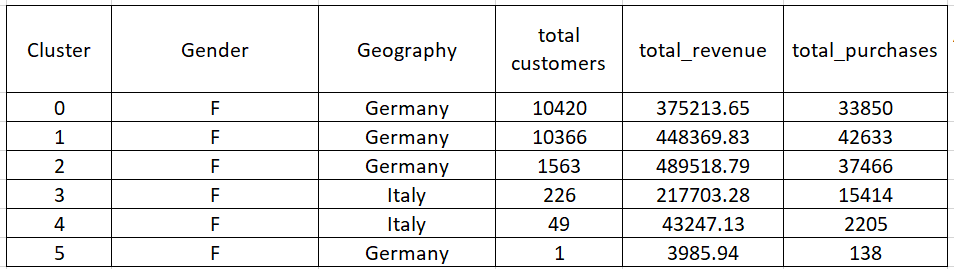 Cluster Gender Geography total customers total_revenue total_purchases
0 F Germany 10420 375213.65 33850
1 F Germany 10366 448369.83 42633
2 F Germany 1563 489518.79 37466
3 F Italy 226 217703.28 15414
4 F Italy 49 43247.13 2205
5 F Germany 1 3985.94 138